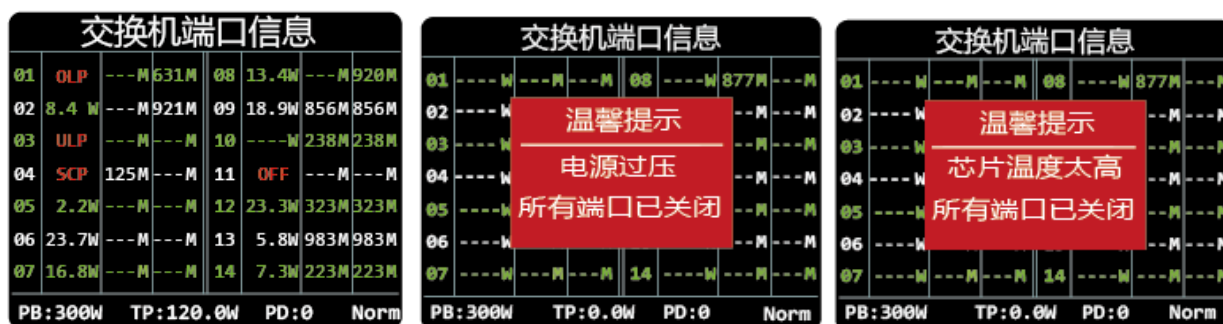 交换机端口信息
01 OLP ---M 631M 08 13.4W ---M 920M
02 8.4 W ---M 921M 09 18.9W 856M 856M
03 ULP ---M ---M 10 ----W 238M 238M
04 SCP 125M ---M 11 OFF ---M ---M
05 2.2W ---M ---M 12 23.3W 323M 323M
06 23.7W ---M ---M 13 5.8W 983M 983M
07 16.8W ---M ---M 14 7.3W 223M 223M
PB:300W TP:120.0W PD:0 Norm
交换机端口信息
01 ----W ---M ---M 08 ----W 877M ---M
02 ----W --M ---M
03 ----W --M ---M
04 ----W --M ---M
05 ----W --M ---M
06 ----W --M ---M
07 ----W ---M ---M 14 ----W ---M ---M
温馨提示
电源过压
所有端口已关闭
PB:300W TP:0.0W PD:0 Norm
交换机端口信息
01 ----W ---M ---M 08 ----W 877M ---M
02 ----W --M ---M
03 ----W --M ---M
04 ----W --M ---M
05 ----W --M ---M
06 ----W --M ---M
07 ----W ---M ---M 14 ----W ---M ---M
温馨提示
芯片温度太高
所有端口已关闭
PB:300W TP:0.0W PD:0 Norm